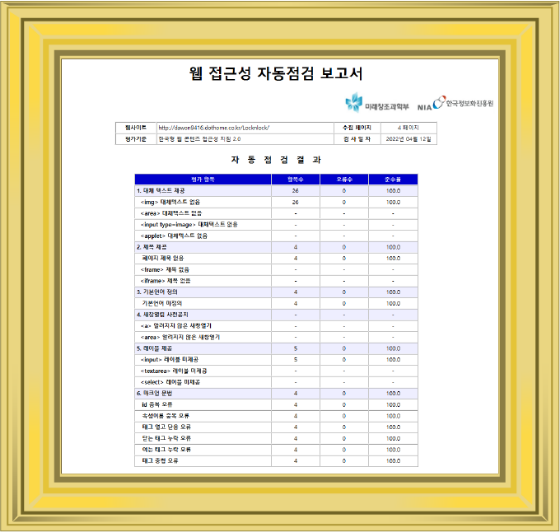 웹 접근성 자동점검 보고서
미래창조과학부 NIA 한국정보화진흥원
웹사이트 http://dawon0416.dothome.co.kr/Locknlock/ 수집 페이지 4 페이지
평가기준 한국형 웹 콘텐츠 접근성 지침 2.0 검사일자 2022년 04월 12일
자 동 점 검 결 과
평가 항목 항목수 오류수 준수율
1. 대체 텍스트 제공 26 0 100.0
<img> 대체텍스트 없음 26 0 100.0
<area> 대체텍스트 없음 - - -
<input type=image> 대체텍스트 없음 - - -
<applet> 대체텍스트 없음 - - -
2. 제목 제공 4 0 100.0
페이지 제목 없음 4 0 100.0
<frame> 제목 없음 - - -
<iframe> 제목 없음 - - -
3. 기본언어 정의 4 0 100.0
기본언어 미정의 4 0 100.0
4. 새창열림 사전공지 - - -
<a> 알려지지 않은 새창열기 - - -
<area> 알려지지 않은 새창열기 - - -
5. 레이블 제공 5 0 100.0
<input> 레이블 미제공 5 0 100.0
<textarea> 레이블 미제공 - - -
<select> 레이블 미제공 - - -
6. 마크업 문법 4 0 100.0
id 중복 오류 4 0 100.0
속성이름 중복 오류 4 0 100.0
태그 열고 닫음 오류 4 0 100.0
닫는 태그 누락 오류 4 0 100.0
여는 태그 누락 오류 4 0 100.0
태그 중첩 오류 4 0 100.0